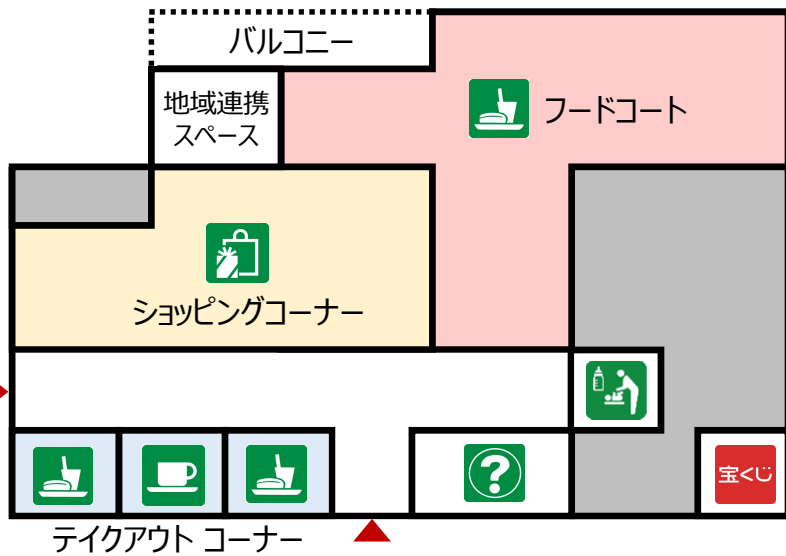 バルコニー
地域連携
スペース
フードコート
ショッピングコーナー
?
宝くじ
テイクアウト コーナー